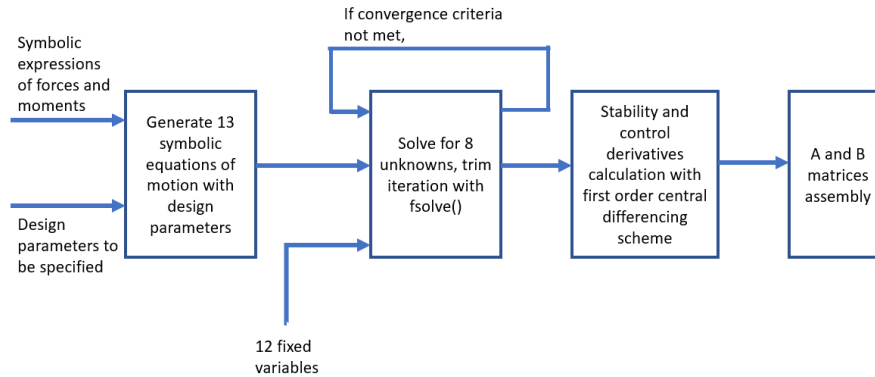 Symbolic
expressions
of forces and
moments
Design
parameters to
be specified
Generate 13
symbolic
equations of
motion with
design
parameters
If convergence criteria
not met,
Solve for 8
unknowns, trim
iteration with
fsolve()
12 fixed
variables
Stability and
control
derivatives
calculation with
first order central
differencing
scheme
A and B
matrices
assembly